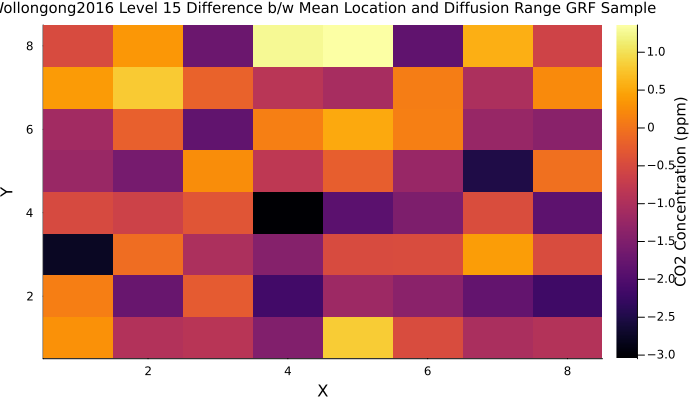 Wollongong2016 Level 15 Difference b/w Mean Location and Diffusion Range GRF Sample
8
6
4
2
Y
2 4 6 8
X
1.0
0.5
0
−0.5
−1.0
−1.5
−2.0
−2.5
−3.0
CO2 Concentration (ppm)